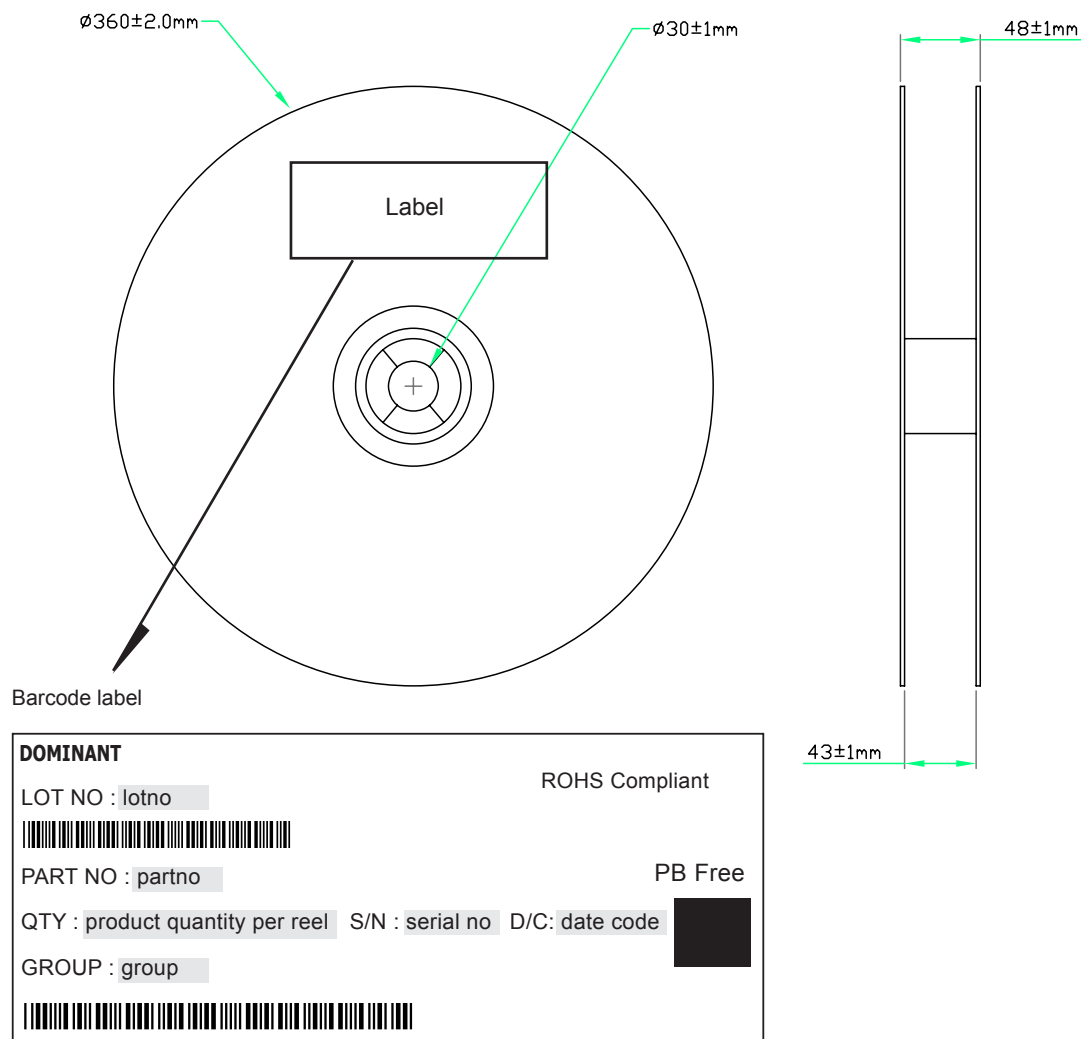 ø360±2.0mm
ø30±1mm
48±1mm
Label
Barcode label
43±1mm
DOMINANT
ROHS Compliant
LOT NO : lotno
PART NO : partno
PB Free
QTY : product quantity per reel S/N : serial no D/C: date code
GROUP : group